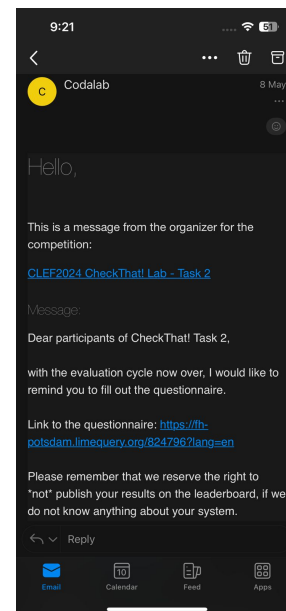 9:21
51
Codalab
C
8 May
Hello,
This is a message from the organizer for the
competition:
CLEF2024 CheckThat! Lab - Task 2
Message:
Dear participants of CheckThat! Task 2,
with the evaluation cycle now over, I would like to
remind you to fill out the questionnaire.
Link to the questionnaire: https://fh-
potsdam.limequery.org/824796?lang=en
Please remember that we reserve the right to
*not* publish your results on the leaderboard, if we
do not know anything about your system.
Reply
10
Email
Calendar
Feed
Apps